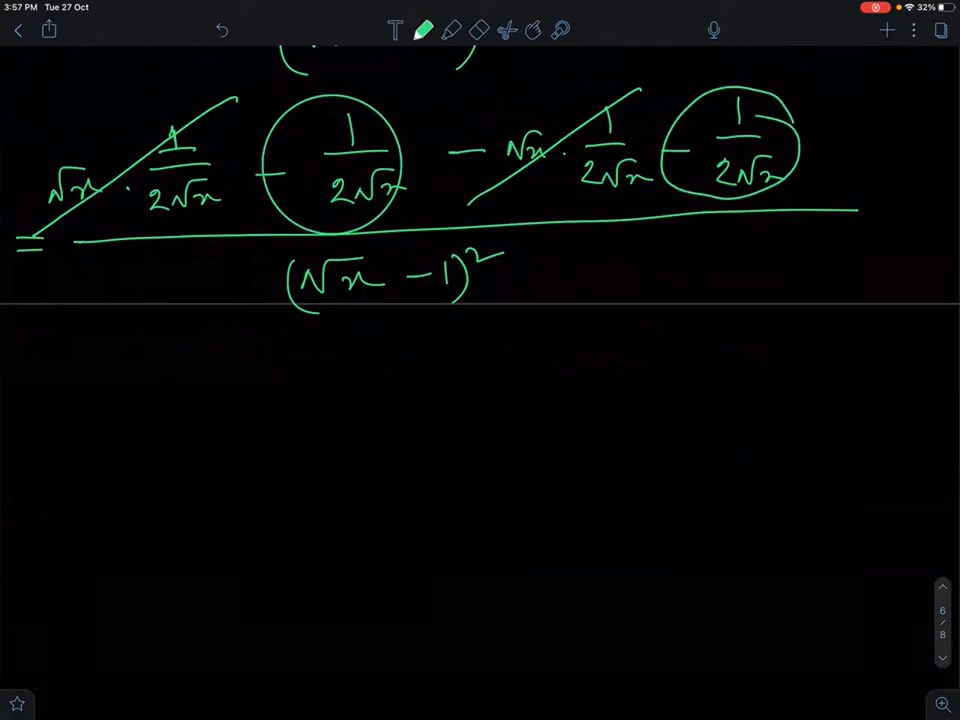 3:57 PM Tue 27 Oct 32%
T
= √x · 1/2√x - 1/2√x - √x · 1/2√x - 1/2√x
(√x - 1)²
6
/
8